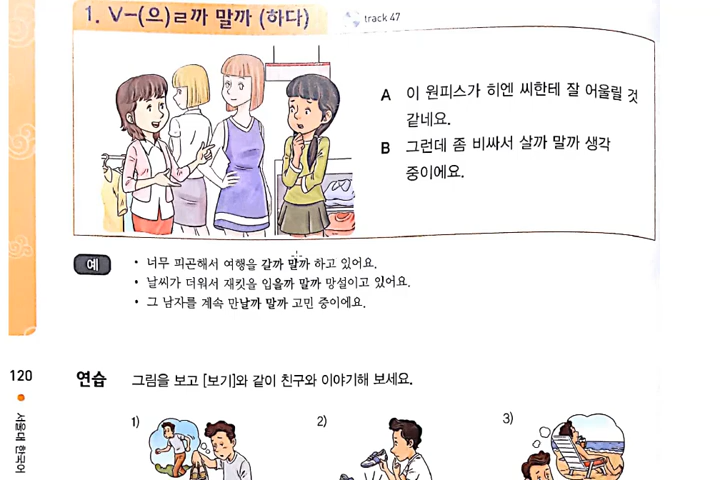 1. V-(으)ㄹ까 말까 (하다)
track 47
A 이 원피스가 히엔 씨한테 잘 어울릴 것
같네요.
B 그런데 좀 비싸서 살까 말까 생각
중이에요.
예
• 너무 피곤해서 여행을 갈까 말까 하고 있어요.
• 날씨가 더워서 재킷을 입을까 말까 망설이고 있어요.
• 그 남자를 계속 만날까 말까 고민 중이에요.
120
서울대 한국어
연습 그림을 보고 [보기]와 같이 친구와 이야기해 보세요.
1)
2)
3)